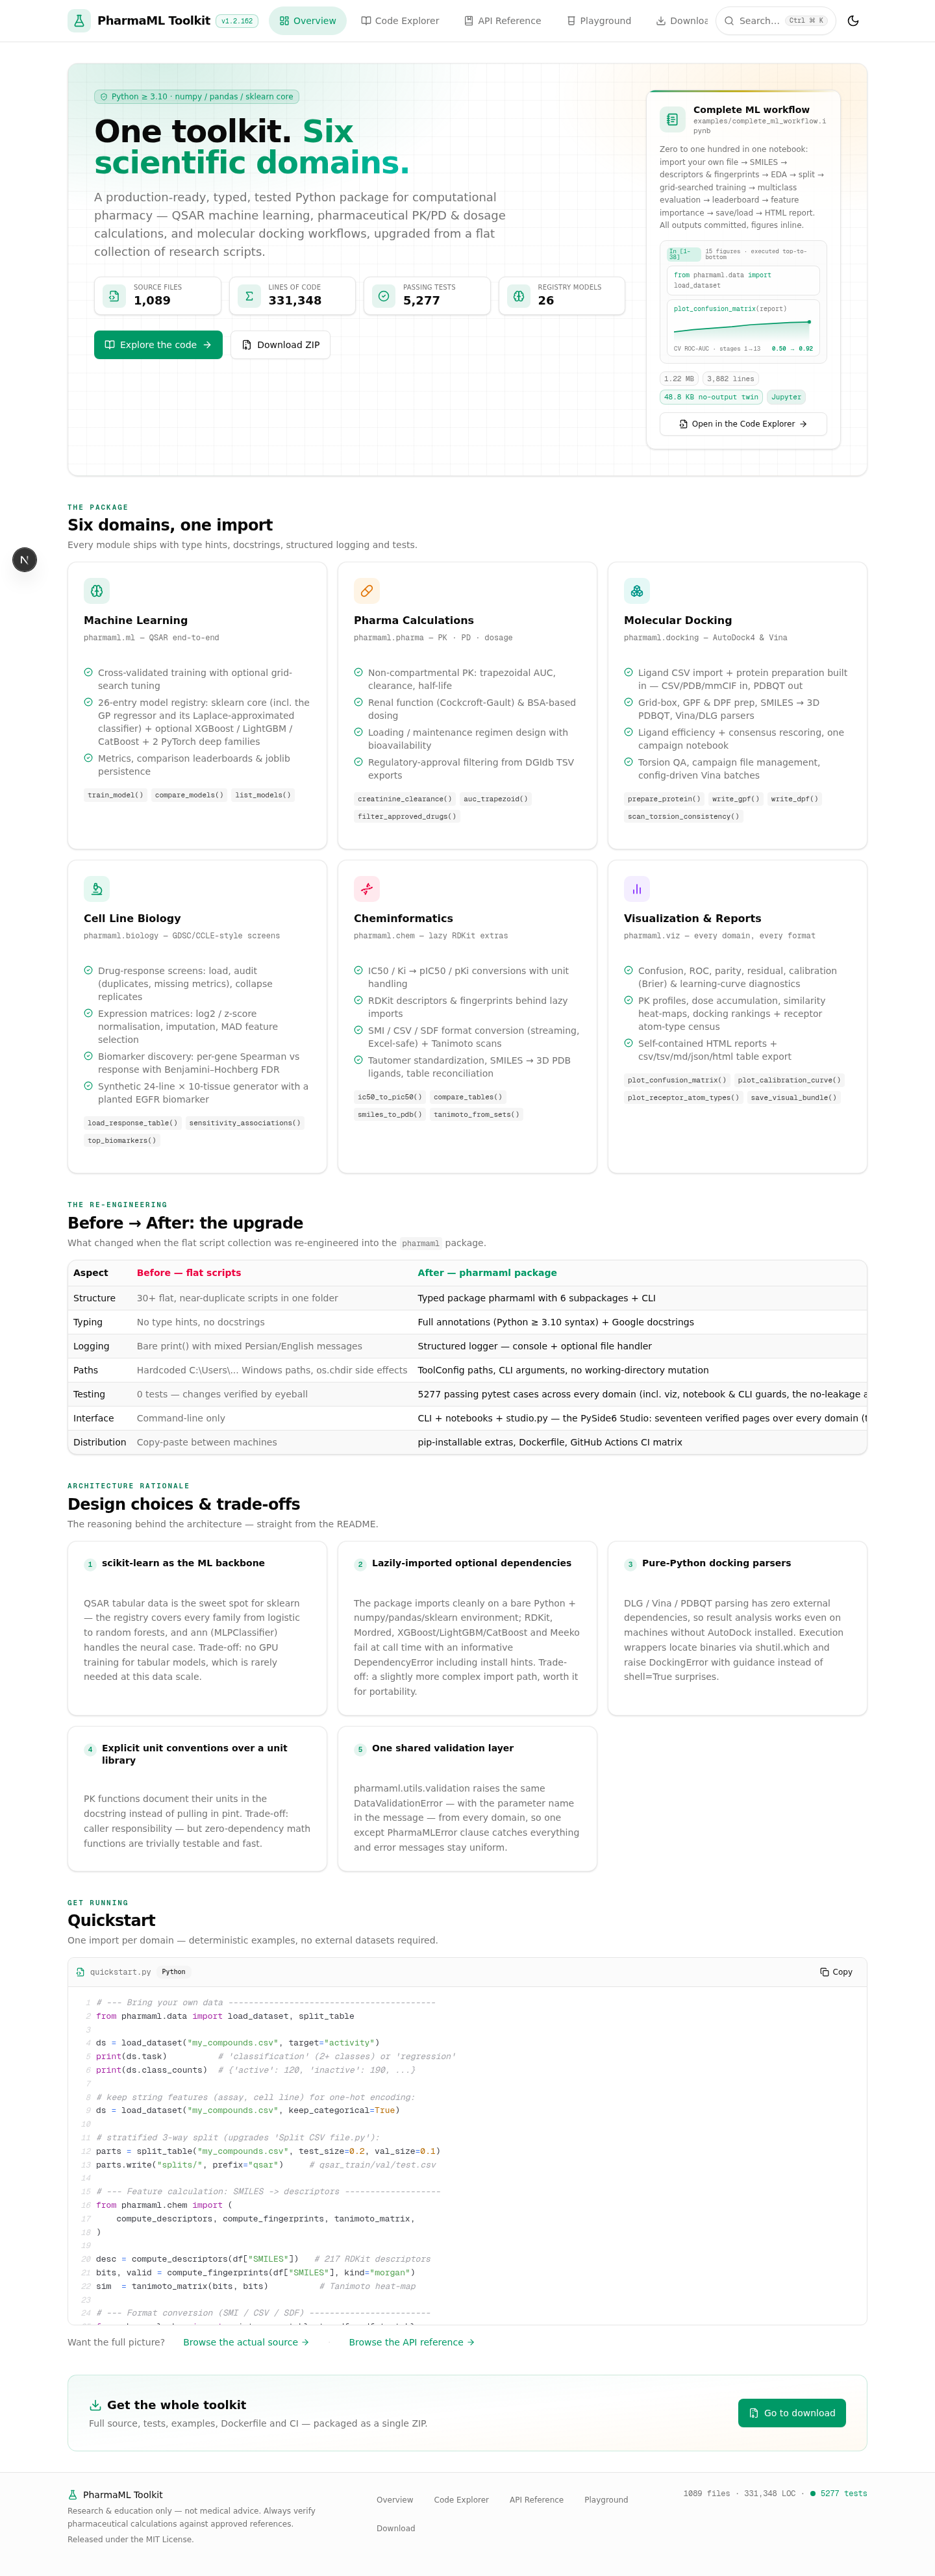 PharmaML Toolkit v1.2.162 Overview Code Explorer API Reference Playground Downloa Search... Ctrl ⌘ K
Python ≥ 3.10 · numpy / pandas / sklearn core
One toolkit. Six
scientific domains.
A production-ready, typed, tested Python package for computational
pharmacy — QSAR machine learning, pharmaceutical PK/PD & dosage
calculations, and molecular docking workflows, upgraded from a flat
collection of research scripts.
SOURCE FILES
1,089
LINES OF CODE
331,348
PASSING TESTS
5,277
REGISTRY MODELS
26
Explore the code →
Download ZIP
Complete ML workflow
examples/complete_ml_workflow.i
pynb
Zero to one hundred in one notebook:
import your own file → SMILES →
descriptors & fingerprints → EDA → split →
grid-searched training → multiclass
evaluation → leaderboard → feature
importance → save/load → HTML report.
All outputs committed, figures inline.
In [1–
38]
15 figures · executed top-to-
bottom
from pharmaml.data import
load_dataset
plot_confusion_matrix(report)
CV ROC-AUC · stages 1→13 0.50 → 0.92
1.22 MB 3,882 lines
48.8 KB no-output twin Jupyter
Open in the Code Explorer →
THE PACKAGE
Six domains, one import
Every module ships with type hints, docstrings, structured logging and tests.
Machine Learning
pharmaml.ml — QSAR end-to-end
Cross-validated training with optional grid-
search tuning
26-entry model registry: sklearn core (incl. the
GP regressor and its Laplace-approximated
classifier) + optional XGBoost / LightGBM /
CatBoost + 2 PyTorch deep families
Metrics, comparison leaderboards & joblib
persistence
train_model() compare_models() list_models()
Pharma Calculations
pharmaml.pharma — PK · PD · dosage
Non-compartmental PK: trapezoidal AUC,
clearance, half-life
Renal function (Cockcroft-Gault) & BSA-based
dosing
Loading / maintenance regimen design with
bioavailability
Regulatory-approval filtering from DGIdb TSV
exports
creatinine_clearance() auc_trapezoid()
filter_approved_drugs()
Molecular Docking
pharmaml.docking — AutoDock4 & Vina
Ligand CSV import + protein preparation built
in — CSV/PDB/mmCIF in, PDBQT out
Grid-box, GPF & DPF prep, SMILES → 3D
PDBQT, Vina/DLG parsers
Ligand efficiency + consensus rescoring, one
campaign notebook
Torsion QA, campaign file management,
config-driven Vina batches
prepare_protein() write_gpf() write_dpf()
scan_torsion_consistency()
Cell Line Biology
pharmaml.biology — GDSC/CCLE-style screens
Drug-response screens: load, audit
(duplicates, missing metrics), collapse
replicates
Expression matrices: log2 / z-score
normalisation, imputation, MAD feature
selection
Biomarker discovery: per-gene Spearman vs
response with Benjamini–Hochberg FDR
Synthetic 24-line × 10-tissue generator with a
planted EGFR biomarker
load_response_table() sensitivity_associations()
top_biomarkers()
Cheminformatics
pharmaml.chem — lazy RDKit extras
IC50 / Ki → pIC50 / pKi conversions with unit
handling
RDKit descriptors & fingerprints behind lazy
imports
SMI / CSV / SDF format conversion (streaming,
Excel-safe) + Tanimoto scans
Tautomer standardization, SMILES → 3D PDB
ligands, table reconciliation
ic50_to_pic50() compare_tables()
smiles_to_pdb() tanimoto_from_sets()
Visualization & Reports
pharmaml.viz — every domain, every format
Confusion, ROC, parity, residual, calibration
(Brier) & learning-curve diagnostics
PK profiles, dose accumulation, similarity
heat-maps, docking rankings + receptor
atom-type census
Self-contained HTML reports +
csv/tsv/md/json/html table export
plot_confusion_matrix() plot_calibration_curve()
plot_receptor_atom_types() save_visual_bundle()
THE RE-ENGINEERING
Before → After: the upgrade
What changed when the flat script collection was re-engineered into the pharmaml package.
Aspect Before — flat scripts After — pharmaml package
Structure 30+ flat, near-duplicate scripts in one folder Typed package pharmaml with 6 subpackages + CLI
Typing No type hints, no docstrings Full annotations (Python ≥ 3.10 syntax) + Google docstrings
Logging Bare print() with mixed Persian/English messages Structured logger — console + optional file handler
Paths Hardcoded C:\Users\... Windows paths, os.chdir side effects ToolConfig paths, CLI arguments, no working-directory mutation
Testing 0 tests — changes verified by eyeball 5277 passing pytest cases across every domain (incl. viz, notebook & CLI guards, the no-leakage a
Interface Command-line only CLI + notebooks + studio.py — the PySide6 Studio: seventeen verified pages over every domain (t
Distribution Copy-paste between machines pip-installable extras, Dockerfile, GitHub Actions CI matrix
ARCHITECTURE RATIONALE
Design choices & trade-offs
The reasoning behind the architecture — straight from the README.
1 scikit-learn as the ML backbone
QSAR tabular data is the sweet spot for sklearn
— the registry covers every family from logistic
to random forests, and ann (MLPClassifier)
handles the neural case. Trade-off: no GPU
training for tabular models, which is rarely
needed at this data scale.
2 Lazily-imported optional dependencies
The package imports cleanly on a bare Python +
numpy/pandas/sklearn environment; RDKit,
Mordred, XGBoost/LightGBM/CatBoost and Meeko
fail at call time with an informative
DependencyError including install hints. Trade-
off: a slightly more complex import path, worth it
for portability.
3 Pure-Python docking parsers
DLG / Vina / PDBQT parsing has zero external
dependencies, so result analysis works even on
machines without AutoDock installed. Execution
wrappers locate binaries via shutil.which and
raise DockingError with guidance instead of
shell=True surprises.
4 Explicit unit conventions over a unit
library
PK functions document their units in the
docstring instead of pulling in pint. Trade-off:
caller responsibility — but zero-dependency math
functions are trivially testable and fast.
5 One shared validation layer
pharmaml.utils.validation raises the same
DataValidationError — with the parameter name
in the message — from every domain, so one
except PharmaMLError clause catches everything
and error messages stay uniform.
GET RUNNING
Quickstart
One import per domain — deterministic examples, no external datasets required.
quickstart.py Python Copy
1 # --- Bring your own data -----------------------------------------
2 from pharmaml.data import load_dataset, split_table
3
4 ds = load_dataset("my_compounds.csv", target="activity")
5 print(ds.task) # 'classification' (2+ classes) or 'regression'
6 print(ds.class_counts) # {'active': 120, 'inactive': 190, ...}
7
8 # keep string features (assay, cell line) for one-hot encoding:
9 ds = load_dataset("my_compounds.csv", keep_categorical=True)
10
11 # stratified 3-way split (upgrades 'Split CSV file.py'):
12 parts = split_table("my_compounds.csv", test_size=0.2, val_size=0.1)
13 parts.write("splits/", prefix="qsar") # qsar_train/val/test.csv
14
15 # --- Feature calculation: SMILES -> descriptors -------------------
16 from pharmaml.chem import (
17 compute_descriptors, compute_fingerprints, tanimoto_matrix,
18 )
19
20 desc = compute_descriptors(df["SMILES"]) # 217 RDKit descriptors
21 bits, valid = compute_fingerprints(df["SMILES"], kind="morgan")
22 sim = tanimoto_matrix(bits, bits) # Tanimoto heat-map
23
24 # --- Format conversion (SMI / CSV / SDF) ------------------------
Want the full picture? Browse the actual source → Browse the API reference →
Get the whole toolkit
Full source, tests, examples, Dockerfile and CI — packaged as a single ZIP.
Go to download
PharmaML Toolkit
Research & education only — not medical advice. Always verify
pharmaceutical calculations against approved references.
Released under the MIT License.
Overview Code Explorer API Reference Playground
Download
1089 files · 331,348 LOC · ● 5277 tests